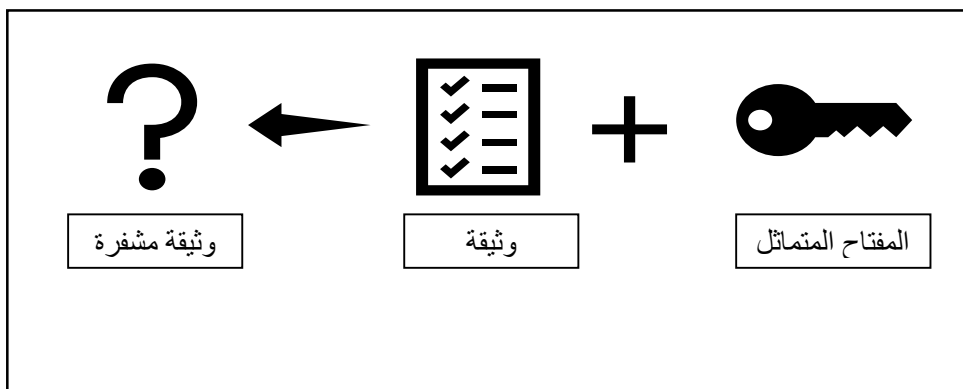 المفتاح المتماثل
وثيقة
وثيقة مشفرة